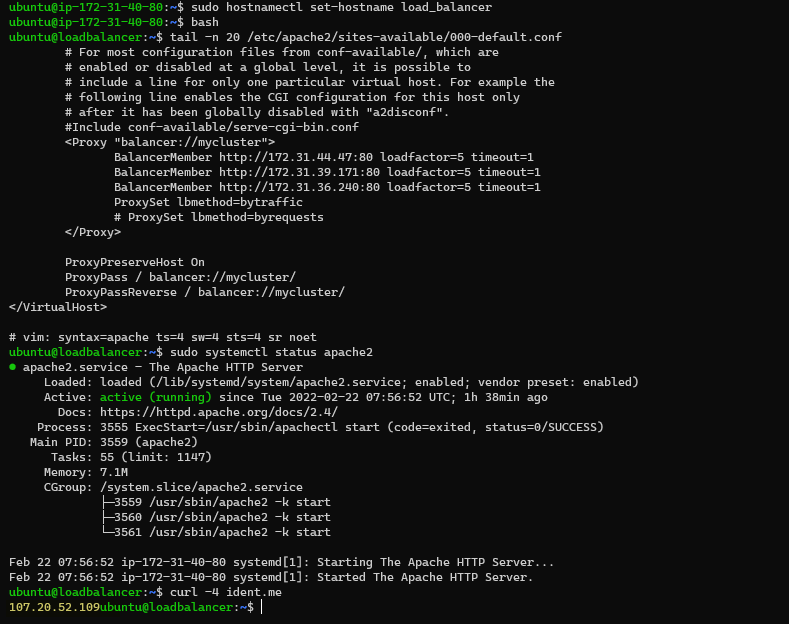 ubuntu@ip-172-31-40-80:~$ sudo hostnamectl set-hostname load_balancer
ubuntu@ip-172-31-40-80:~$ bash
ubuntu@loadbalancer:~$ tail -n 20 /etc/apache2/sites-available/000-default.conf
        # For most configuration files from conf-available/, which are
        # enabled or disabled at a global level, it is possible to
        # include a line for only one particular virtual host. For example the
        # following line enables the CGI configuration for this host only
        # after it has been globally disabled with "a2disconf".
        #Include conf-available/serve-cgi-bin.conf
        <Proxy "balancer://mycluster">
               BalancerMember http://172.31.44.47:80 loadfactor=5 timeout=1
               BalancerMember http://172.31.39.171:80 loadfactor=5 timeout=1
               BalancerMember http://172.31.36.240:80 loadfactor=5 timeout=1
               ProxySet lbmethod=bytraffic
               # ProxySet lbmethod=byrequests
        </Proxy>

        ProxyPreserveHost On
        ProxyPass / balancer://mycluster/
        ProxyPassReverse / balancer://mycluster/
</VirtualHost>

# vim: syntax=apache ts=4 sw=4 sts=4 sr noet
ubuntu@loadbalancer:~$ sudo systemctl status apache2
● apache2.service - The Apache HTTP Server
     Loaded: loaded (/lib/systemd/system/apache2.service; enabled; vendor preset: enabled)
     Active: active (running) since Tue 2022-02-22 07:56:52 UTC; 1h 38min ago
       Docs: https://httpd.apache.org/docs/2.4/
    Process: 3555 ExecStart=/usr/sbin/apachectl start (code=exited, status=0/SUCCESS)
   Main PID: 3559 (apache2)
      Tasks: 55 (limit: 1147)
     Memory: 7.1M
     CGroup: /system.slice/apache2.service
             ├─3559 /usr/sbin/apache2 -k start
             ├─3560 /usr/sbin/apache2 -k start
             └─3561 /usr/sbin/apache2 -k start

Feb 22 07:56:52 ip-172-31-40-80 systemd[1]: Starting The Apache HTTP Server...
Feb 22 07:56:52 ip-172-31-40-80 systemd[1]: Started The Apache HTTP Server.
ubuntu@loadbalancer:~$ curl -4 ident.me
107.20.52.109ubuntu@loadbalancer:~$